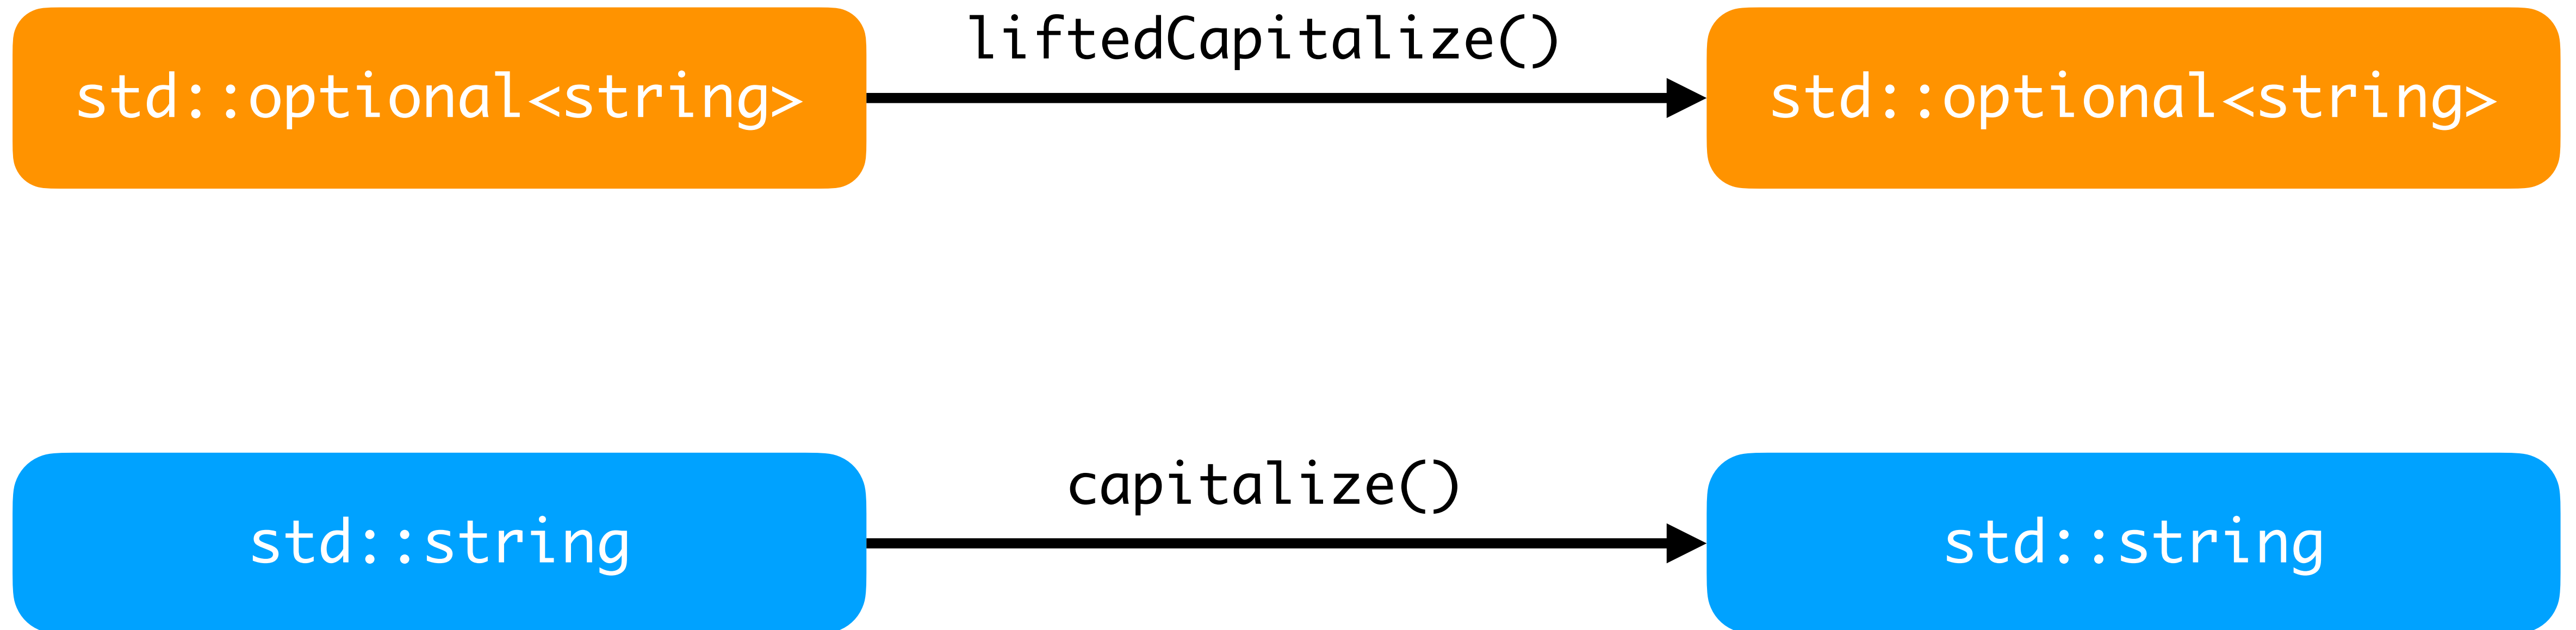 liftedCapitalize()
std::optional<string>
std::optional<string>
capitalize()
std::string
std::string